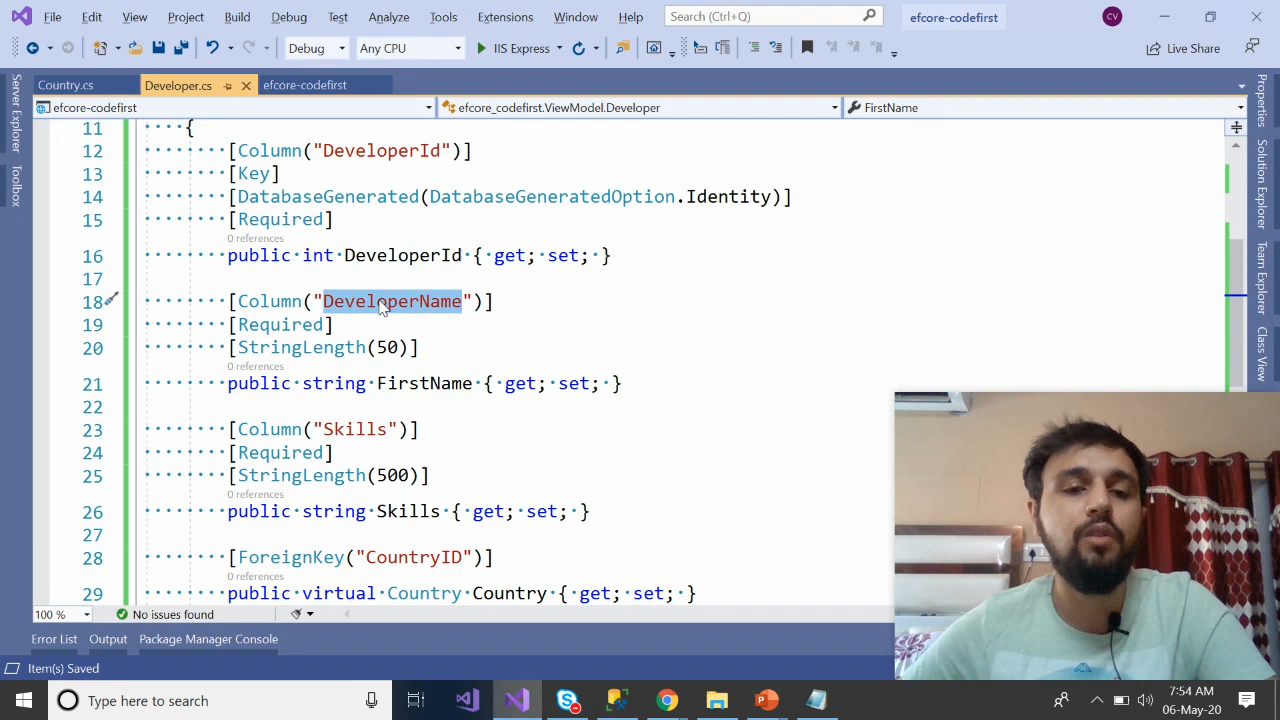 File Edit View Project Build Debug Test Analyze Tools Extensions Window Help Search (Ctrl+Q) efcore-codefirst CV
Debug Any CPU IIS Express Live Share
Country.cs Developer.cs efcore-codefirst
efcore-codefirst efcore_codefirst.ViewModel.Developer FirstName
Server Explorer
Toolbox
Properties
Solution Explorer
Team Explorer
Class View
11 {
12 [Column("DeveloperId")]
13 [Key]
14 [DatabaseGenerated(DatabaseGeneratedOption.Identity)]
15 [Required]
0 references
16 public int DeveloperId { get; set; }
17
18 [Column("DeveloperName")]
19 [Required]
20 [StringLength(50)]
0 references
21 public string FirstName { get; set; }
22
23 [Column("Skills")]
24 [Required]
25 [StringLength(500)]
0 references
26 public string Skills { get; set; }
27
28 [ForeignKey("CountryID")]
0 references
29 public virtual Country Country { get; set; }
100 % No issues found
Error List Output Package Manager Console
Item(s) Saved
Type here to search
7:54 AM
06-May-20